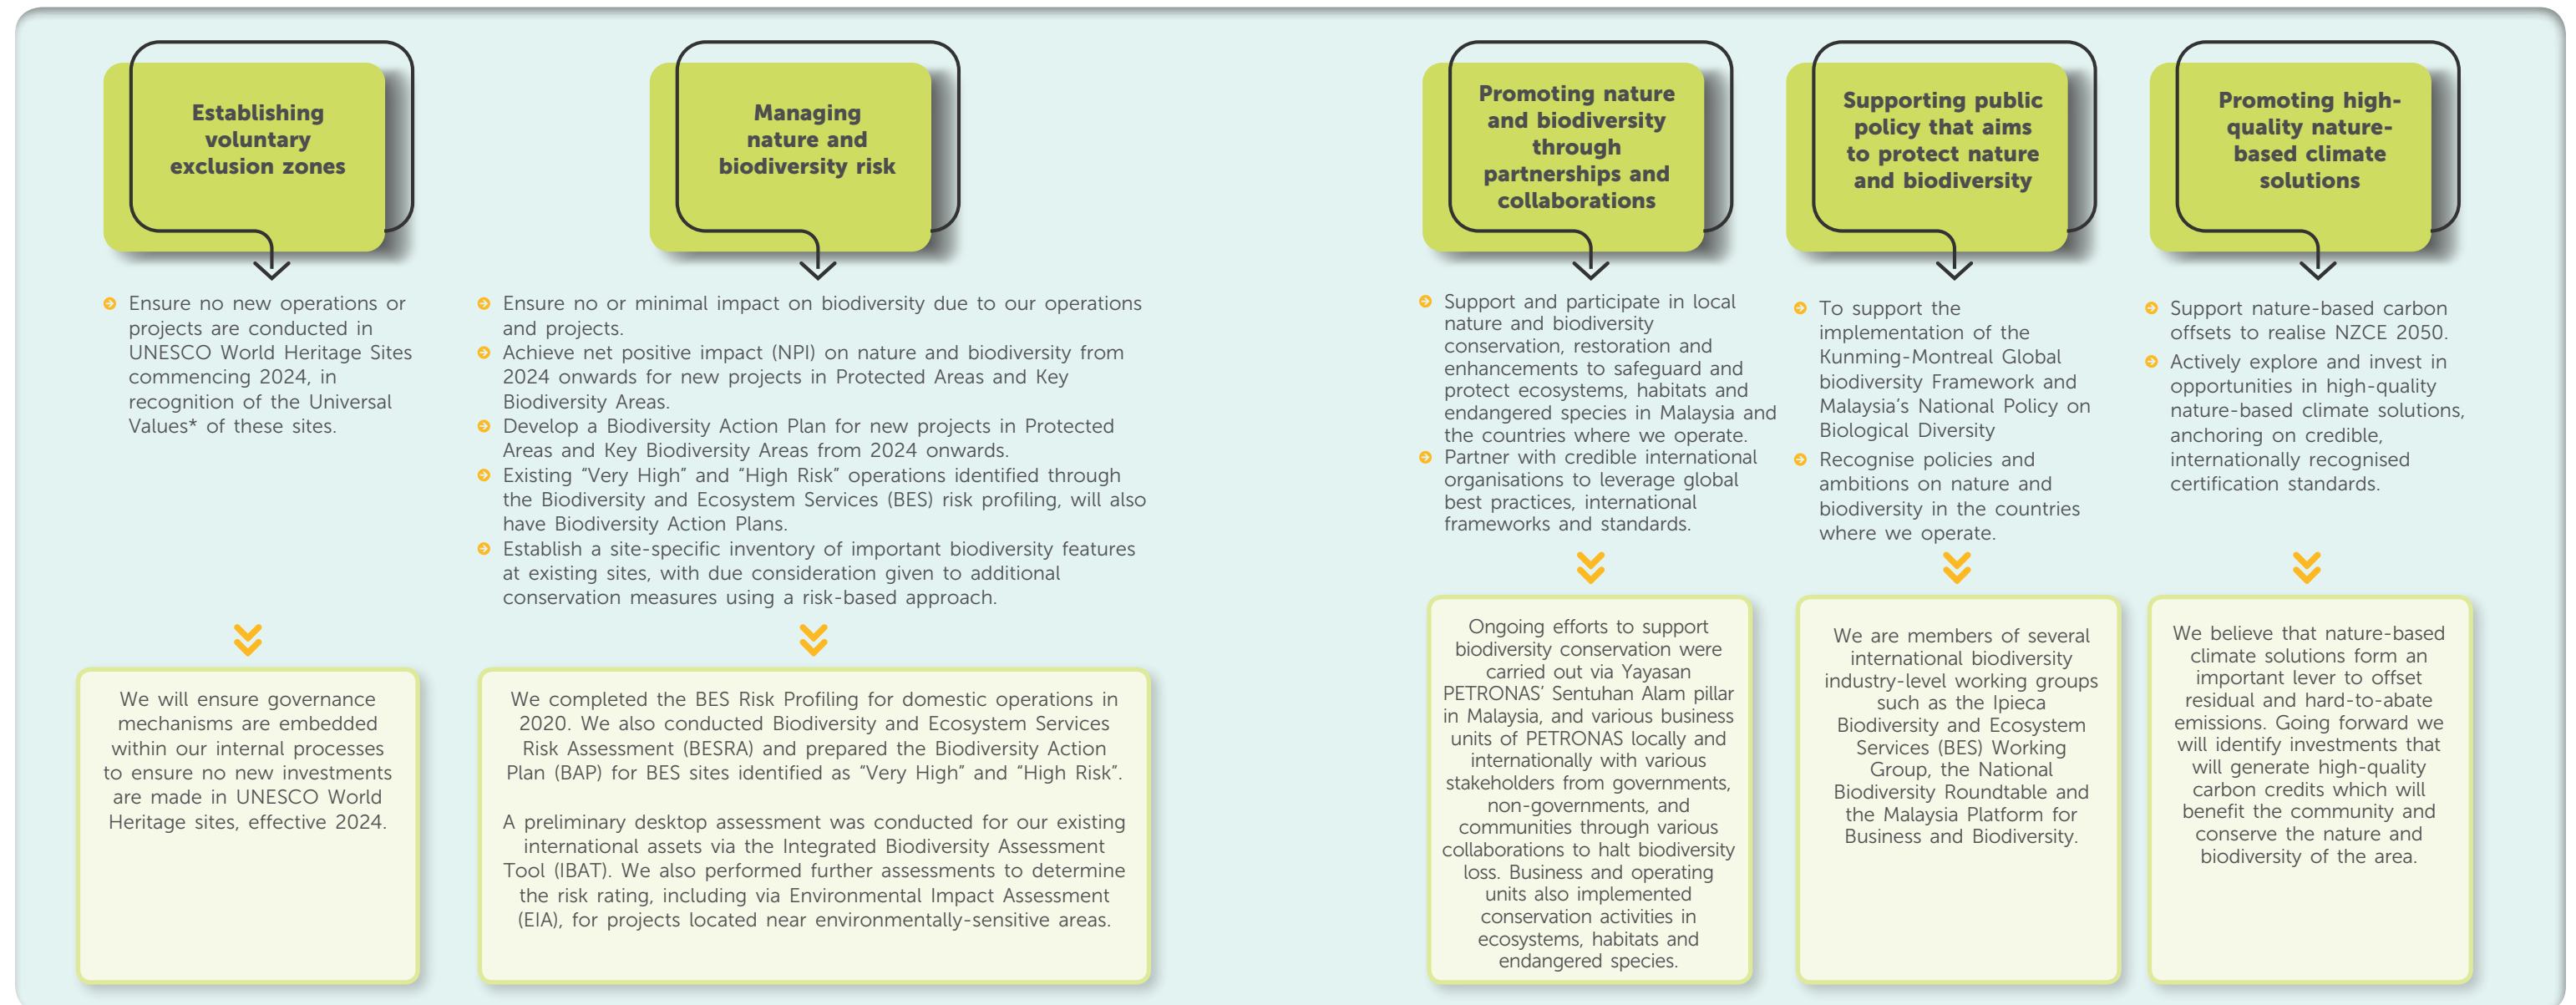 Establishing
voluntary
exclusion zones
Ensure no new operations or
projects are conducted in
UNESCO World Heritage Sites
commencing 2024, in
recognition of the Universal
Values* of these sites.
We will ensure governance
mechanisms are embedded
within our internal processes
to ensure no new investments
are made in UNESCO World
Heritage sites, effective 2024.
Managing
nature and
biodiversity risk
Ensure no or minimal impact on biodiversity due to our operations
and projects.
Achieve net positive impact (NPI) on nature and biodiversity from
2024 onwards for new projects in Protected Areas and Key
Biodiversity Areas.
Develop a Biodiversity Action Plan for new projects in Protected
Areas and Key Biodiversity Areas from 2024 onwards.
Existing “Very High” and “High Risk” operations identified through
the Biodiversity and Ecosystem Services (BES) risk profiling, will also
have Biodiversity Action Plans.
Establish a site-specific inventory of important biodiversity features
at existing sites, with due consideration given to additional
conservation measures using a risk-based approach.
We completed the BES Risk Profiling for domestic operations in
2020. We also conducted Biodiversity and Ecosystem Services
Risk Assessment (BESRA) and prepared the Biodiversity Action
Plan (BAP) for BES sites identified as “Very High” and “High Risk”.
A preliminary desktop assessment was conducted for our existing
international assets via the Integrated Biodiversity Assessment
Tool (IBAT). We also performed further assessments to determine
the risk rating, including via Environmental Impact Assessment
(EIA), for projects located near environmentally-sensitive areas.
Promoting nature
and biodiversity
through
partnerships and
collaborations
Support and participate in local
nature and biodiversity
conservation, restoration and
enhancements to safeguard and
protect ecosystems, habitats and
endangered species in Malaysia and
the countries where we operate.
Partner with credible international
organisations to leverage global
best practices, international
frameworks and standards.
Ongoing efforts to support
biodiversity conservation were
carried out via Yayasan
PETRONAS’ Sentuhan Alam pillar
in Malaysia, and various business
units of PETRONAS locally and
internationally with various
stakeholders from governments,
non-governments, and
communities through various
collaborations to halt biodiversity
loss. Business and operating
units also implemented
conservation activities in
ecosystems, habitats and
endangered species.
Supporting public
policy that aims
to protect nature
and biodiversity
To support the
implementation of the
Kunming-Montreal Global
biodiversity Framework and
Malaysia’s National Policy on
Biological Diversity
Recognise policies and
ambitions on nature and
biodiversity in the countries
where we operate.
We are members of several
international biodiversity
industry-level working groups
such as the Ipieca
Biodiversity and Ecosystem
Services (BES) Working
Group, the National
Biodiversity Roundtable and
the Malaysia Platform for
Business and Biodiversity.
Promoting high-
quality nature-
based climate
solutions
Support nature-based carbon
offsets to realise NZCE 2050.
Actively explore and invest in
opportunities in high-quality
nature-based climate solutions,
anchoring on credible,
internationally recognised
certification standards.
We believe that nature-based
climate solutions form an
important lever to offset
residual and hard-to-abate
emissions. Going forward we
will identify investments that
will generate high-quality
carbon credits which will
benefit the community and
conserve the nature and
biodiversity of the area.